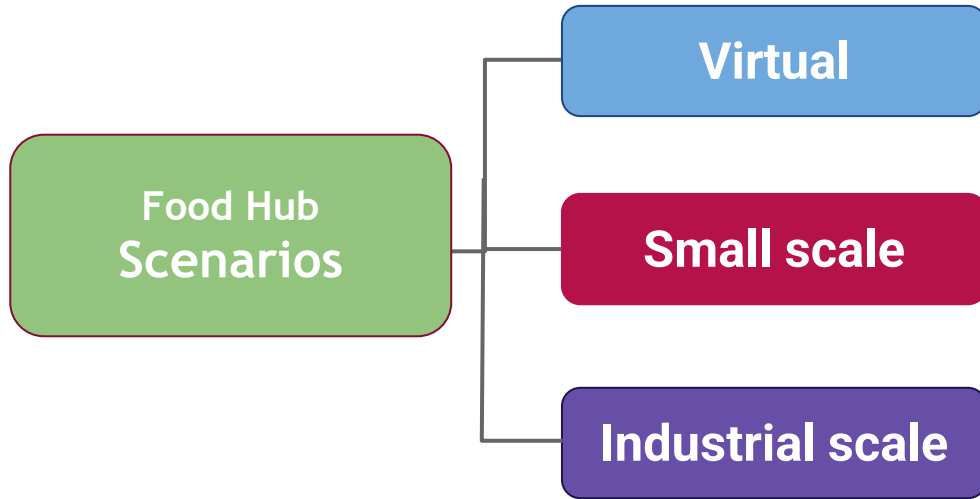 Food Hub
Scenarios
Virtual
Small scale
Industrial scale